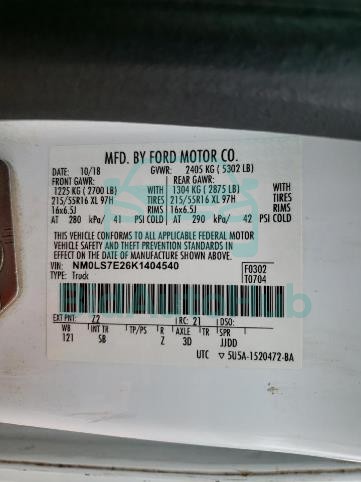 MFD. BY FORD MOTOR CO.
DATE: 10/18 GVWR: 2405 KG (5302 LB)
FRONT GAWR: REAR GAWR:
1225 KG (2700 LB) WITH 1304 KG (2875 LB) WITH
215/55R16 XL 97H TIRES 215/55R16 XL 97H TIRES
16x6.5J RIMS 16x6.5J RIMS
AT 280 kPa/ 41 PSI COLD AT 290 kPa/ 42 PSI COLD
THIS VEHICLE CONFORMS TO ALL APPLICABLE FEDERAL MOTOR
VEHICLE SAFETY AND THEFT PREVENTION STANDARDS IN
EFFECT ON THE DATE OF MANUFACTURE SHOWN ABOVE.
VIN: NM0LS7E26K1404540 F0302
TYPE: Truck T0704
BidAutoHub
EXT PNT: Z2 RC: 21 DSO:
WB INT TR TP/PS R AXLE TR SPR
121 SB Z 3D JJDD
UTC 5U5A-1520472-BA